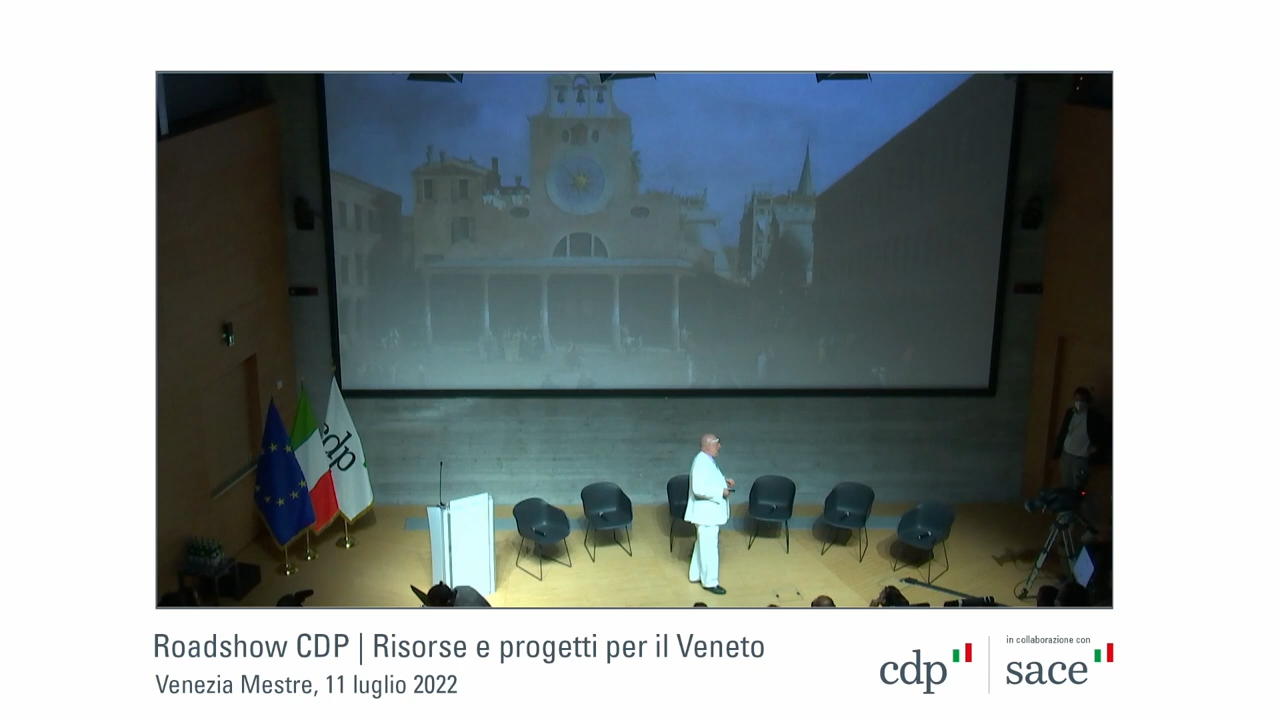 cdp
Roadshow CDP | Risorse e progetti per il Veneto
Venezia Mestre, 11 luglio 2022
cdp
in collaborazione con
sace